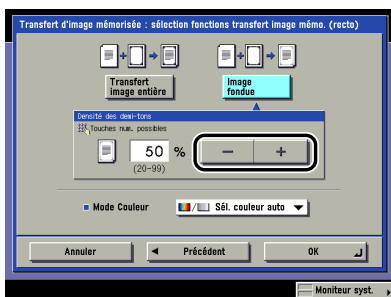 Transfert d'image mémorisée : sélection fonctions transfert image mémo. (recto)
Transfert
image entière
Image
fondue
Densité des demi-tons
Touches num. possibles
50 %
− +
(20-99)
Mode Couleur
/ Sél. couleur auto
Annuler
Précédent
OK
Moniteur syst.